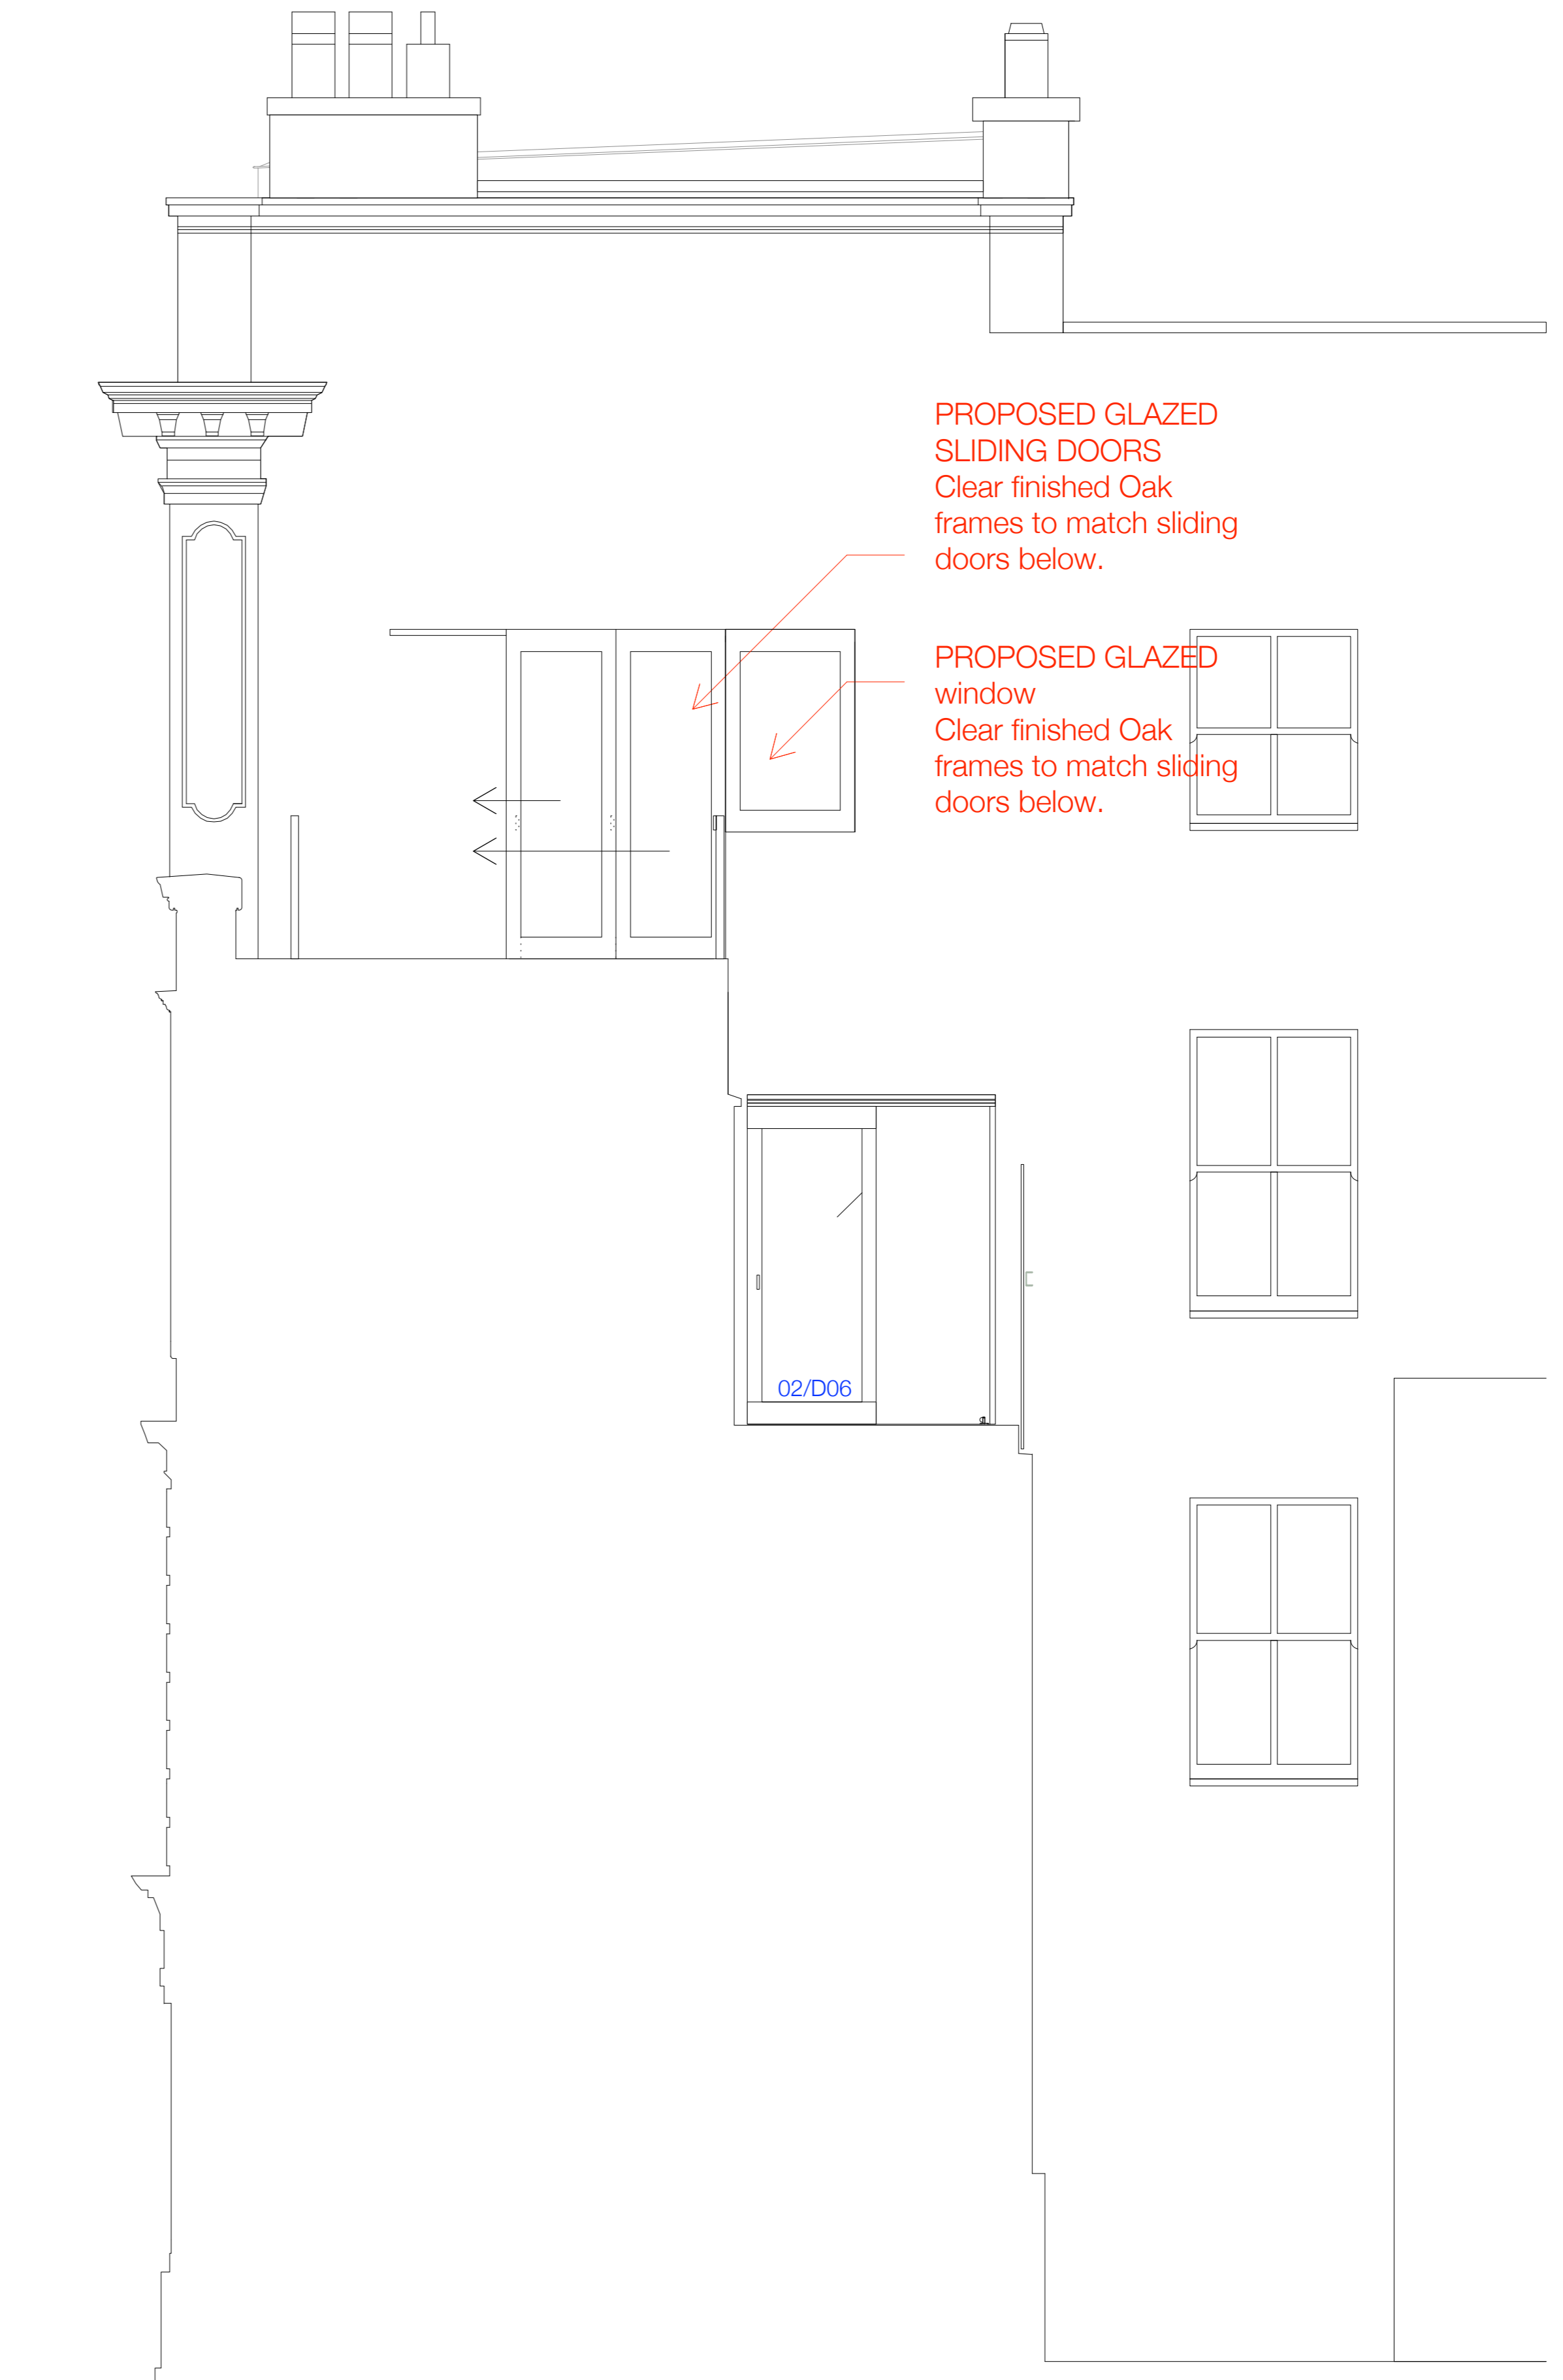 PROPOSED GLAZED
SLIDING DOORS
Clear finished Oak
frames to match sliding
doors below.
PROPOSED GLAZED
window
Clear finished Oak
frames to match sliding
doors below.
02/D06